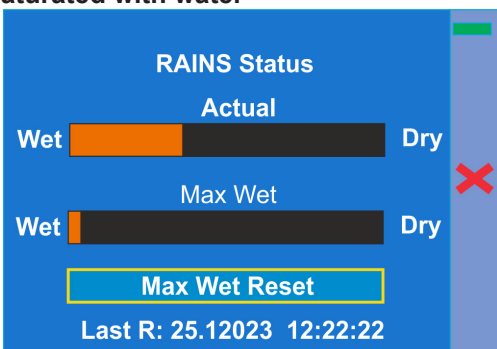 RAINS Status
Actual
Wet Dry
Max Wet
Wet Dry
Max Wet Reset
Last R: 25.12023 12:22:22